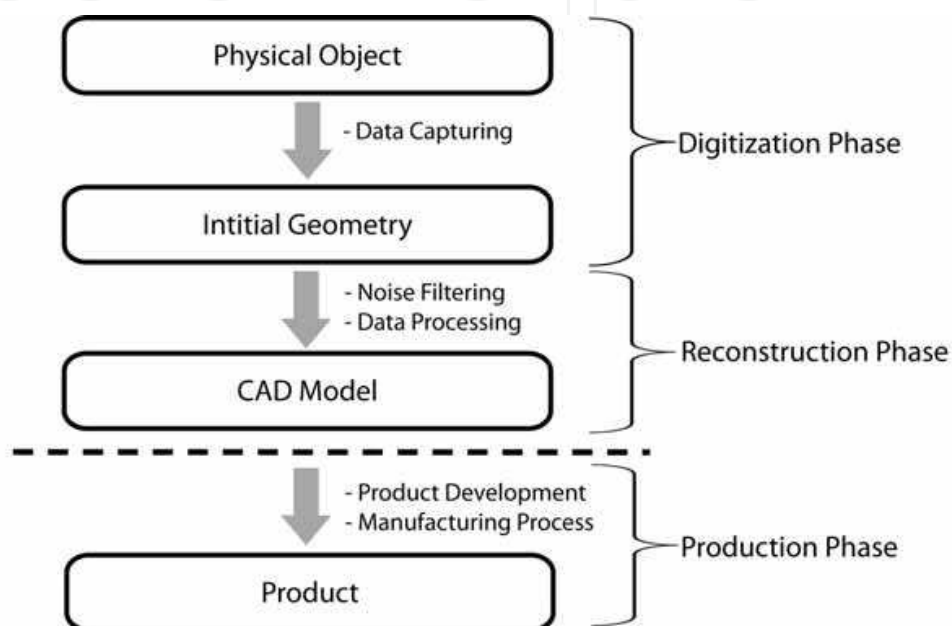 Physical Object
- Data Capturing
Digitization Phase
Intitial Geometry
- Noise Filtering
- Data Processing
Reconstruction Phase
CAD Model
- Product Development
- Manufacturing Process
Production Phase
Product